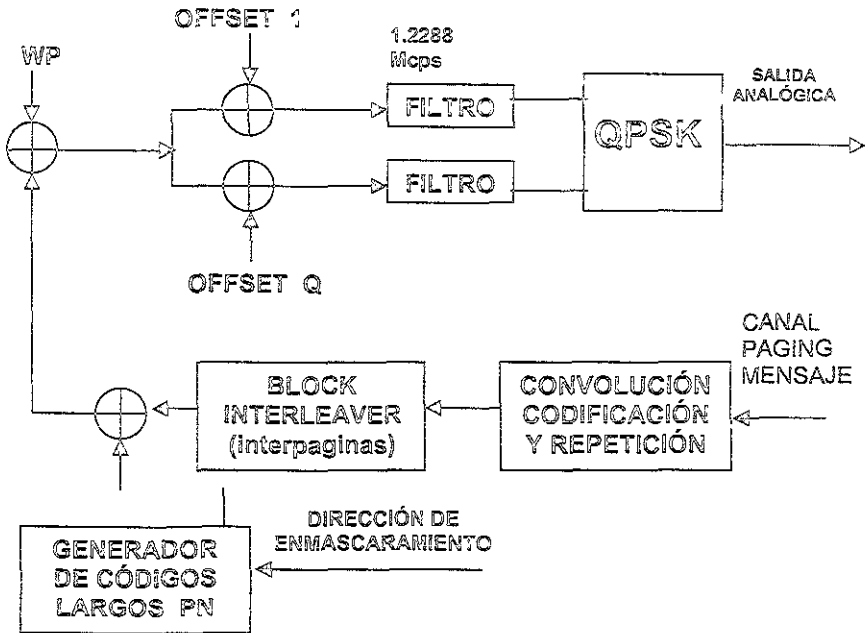 OFFSET 1
WP
1.2288
Mcps
FILTRO
QPSK
SALIDA
ANALÓGICA
FILTRO
OFFSET Q
CANAL
PAGING
MENSAJE
BLOCK
INTERLEAVER
(interpaginas)
CONVOLUCIÓN
CODIFICACIÓN
Y REPETICIÓN
DIRECCIÓN DE
ENMASCARAMIENTO
GENERADOR
DE CÓDIGOS
LARGOS PN